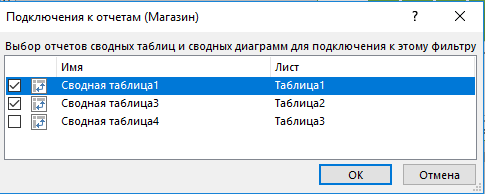 Подключения к отчетам (Магазин)
Выбор отчетов сводных таблиц и сводных диаграмм для подключения к этому фильтру
Имя Лист
Сводная таблица1 Таблица1
Сводная таблица3 Таблица2
Сводная таблица4 Таблица3
ОК Отмена